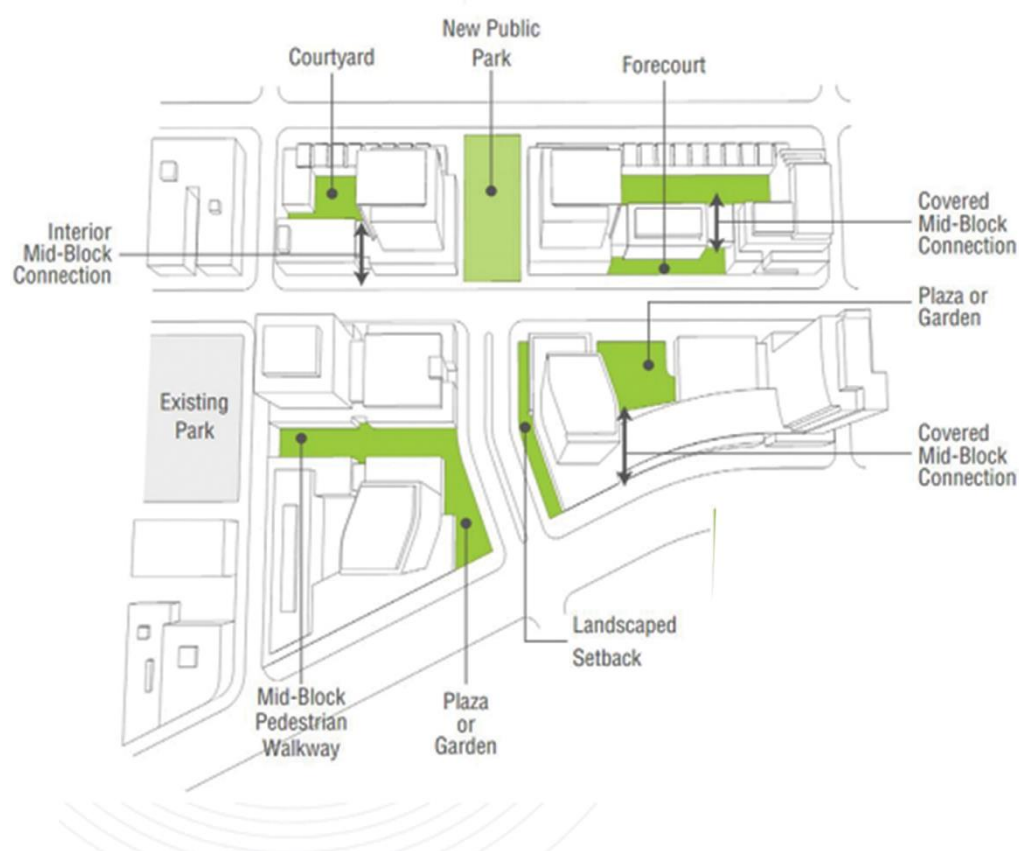 New Public
Park
Courtyard
Forecourt
Interior
Mid-Block
Connection
Covered
Mid-Block
Connection
Plaza or
Garden
Existing
Park
Covered
Mid-Block
Connection
Landscaped
Setback
Mid-Block
Pedestrian
Walkway
Plaza
or
Garden